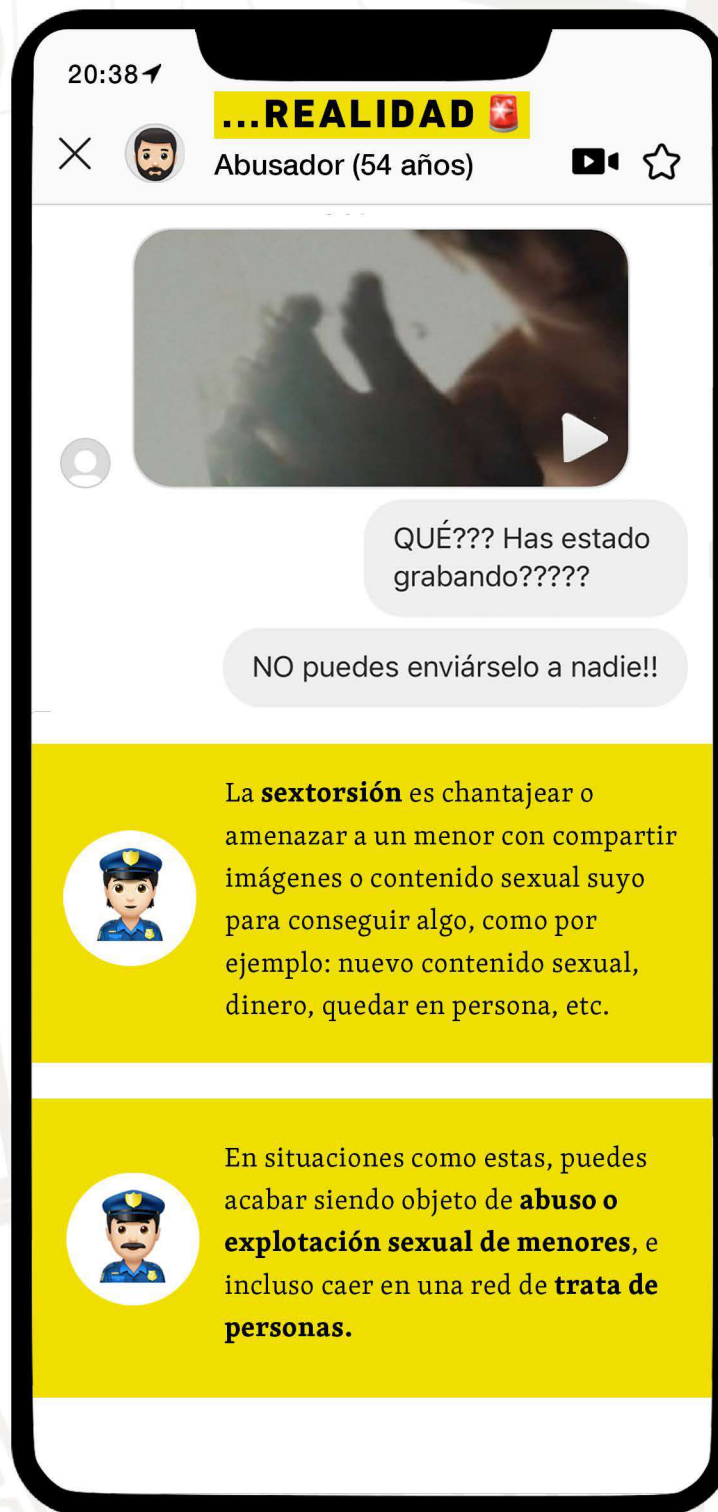 20:38
...REALIDAD
Abusador (54 años)
QUÉ??? Has estado
grabando?????
NO puedes enviárselo a nadie!!
La sextorsión es chantajear o
amenazar a un menor con compartir
imágenes o contenido sexual suyo
para conseguir algo, como por
ejemplo: nuevo contenido sexual,
dinero, quedar en persona, etc.
En situaciones como estas, puedes
acabar siendo objeto de abuso o
explotación sexual de menores, e
incluso caer en una red de trata de
personas.